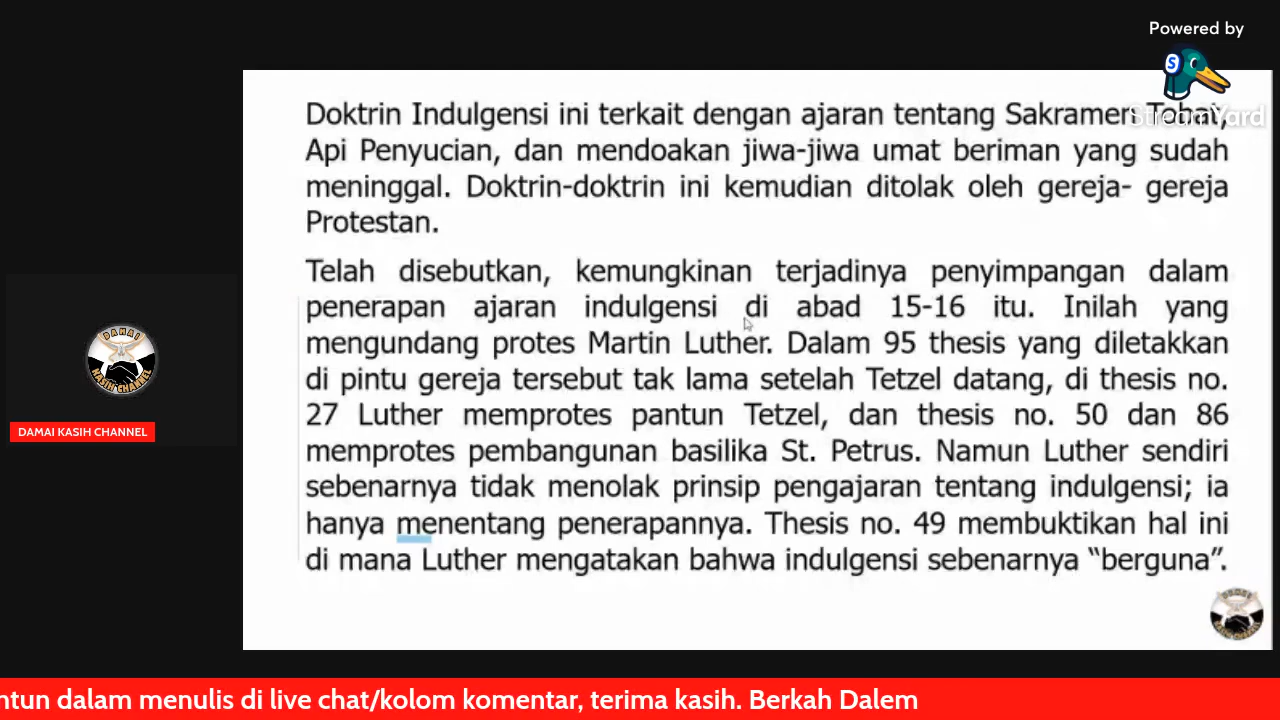 Powered by
StreamYard
Doktrin Indulgensi ini terkait dengan ajaran tentang Sakramen Tobat,
Api Penyucian, dan mendoakan jiwa-jiwa umat beriman yang sudah
meninggal. Doktrin-doktrin ini kemudian ditolak oleh gereja- gereja
Protestan.
Telah disebutkan, kemungkinan terjadinya penyimpangan dalam
penerapan ajaran indulgensi di abad 15-16 itu. Inilah yang
mengundang protes Martin Luther. Dalam 95 thesis yang diletakkan
di pintu gereja tersebut tak lama setelah Tetzel datang, di thesis no.
27 Luther memprotes pantun Tetzel, dan thesis no. 50 dan 86
memprotes pembangunan basilika St. Petrus. Namun Luther sendiri
sebenarnya tidak menolak prinsip pengajaran tentang indulgensi; ia
hanya menentang penerapannya. Thesis no. 49 membuktikan hal ini
di mana Luther mengatakan bahwa indulgensi sebenarnya “berguna”.
DAMAI
KASIH CHANNEL
DAMAI KASIH CHANNEL
ntun dalam menulis di live chat/kolom komentar, terima kasih. Berkah Dalem